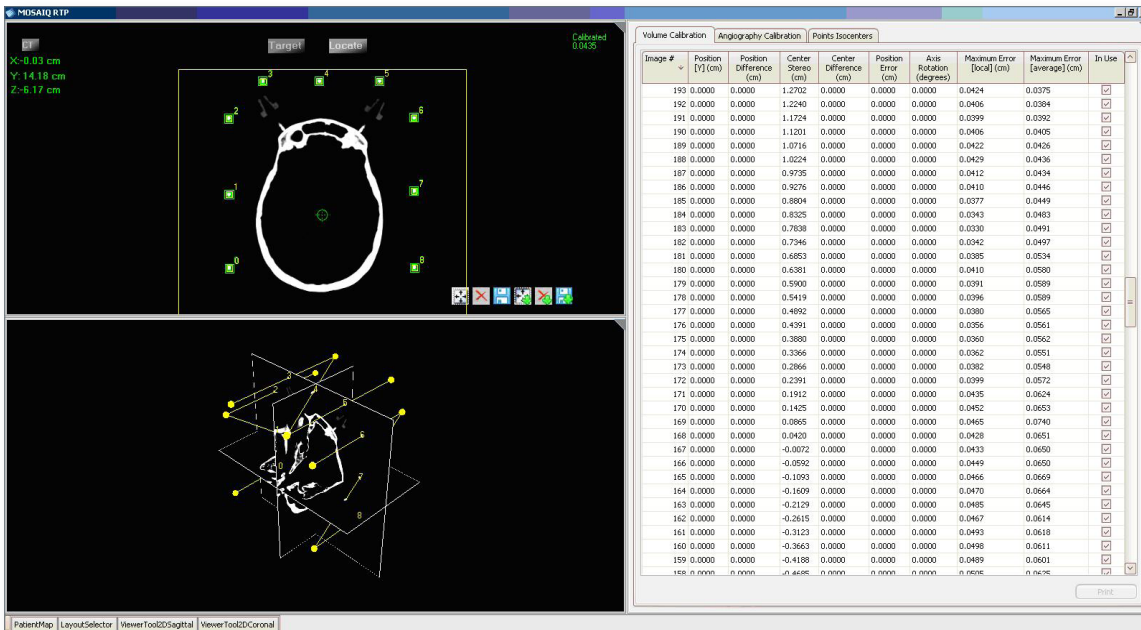 MOSAIQ RTP
CT
Target
Locate
Calibrated
0.0435
X:-0.03 cm
Y: 14.18 cm
Z:-6.17 cm
3
4
5
2
6
1
7
0
8
3
2
4
5
6
0
7
8
PatientMap LayoutSelector ViewerTool2DSagittal ViewerTool2DCoronal
Volume Calibration Angiography Calibration Points Isocenters
Image # Position [Y] (cm) Position Difference (cm) Center Stereo (cm) Center Difference (cm) Position Error (cm) Axis Rotation (degrees) Maximum Error [local] (cm) Maximum Error [average] (cm) In Use
193 0.0000 0.0000 1.2702 0.0000 0.0000 0.0000 0.0424 0.0375
192 0.0000 0.0000 1.2240 0.0000 0.0000 0.0000 0.0406 0.0384
191 0.0000 0.0000 1.1724 0.0000 0.0000 0.0000 0.0399 0.0392
190 0.0000 0.0000 1.1201 0.0000 0.0000 0.0000 0.0406 0.0405
189 0.0000 0.0000 1.0716 0.0000 0.0000 0.0000 0.0422 0.0426
188 0.0000 0.0000 1.0224 0.0000 0.0000 0.0000 0.0429 0.0436
187 0.0000 0.0000 0.9735 0.0000 0.0000 0.0000 0.0412 0.0434
186 0.0000 0.0000 0.9276 0.0000 0.0000 0.0000 0.0410 0.0446
185 0.0000 0.0000 0.8804 0.0000 0.0000 0.0000 0.0377 0.0449
184 0.0000 0.0000 0.8325 0.0000 0.0000 0.0000 0.0343 0.0483
183 0.0000 0.0000 0.7838 0.0000 0.0000 0.0000 0.0330 0.0491
182 0.0000 0.0000 0.7346 0.0000 0.0000 0.0000 0.0342 0.0497
181 0.0000 0.0000 0.6853 0.0000 0.0000 0.0000 0.0385 0.0534
180 0.0000 0.0000 0.6381 0.0000 0.0000 0.0000 0.0410 0.0580
179 0.0000 0.0000 0.5900 0.0000 0.0000 0.0000 0.0391 0.0589
178 0.0000 0.0000 0.5419 0.0000 0.0000 0.0000 0.0396 0.0589
177 0.0000 0.0000 0.4892 0.0000 0.0000 0.0000 0.0380 0.0565
176 0.0000 0.0000 0.4391 0.0000 0.0000 0.0000 0.0356 0.0561
175 0.0000 0.0000 0.3880 0.0000 0.0000 0.0000 0.0360 0.0562
174 0.0000 0.0000 0.3366 0.0000 0.0000 0.0000 0.0362 0.0551
173 0.0000 0.0000 0.2866 0.0000 0.0000 0.0000 0.0382 0.0548
172 0.0000 0.0000 0.2391 0.0000 0.0000 0.0000 0.0399 0.0572
171 0.0000 0.0000 0.1912 0.0000 0.0000 0.0000 0.0435 0.0624
170 0.0000 0.0000 0.1425 0.0000 0.0000 0.0000 0.0452 0.0653
169 0.0000 0.0000 0.0865 0.0000 0.0000 0.0000 0.0465 0.0740
168 0.0000 0.0000 0.0420 0.0000 0.0000 0.0000 0.0428 0.0651
167 0.0000 0.0000 -0.0072 0.0000 0.0000 0.0000 0.0433 0.0650
166 0.0000 0.0000 -0.0592 0.0000 0.0000 0.0000 0.0449 0.0650
165 0.0000 0.0000 -0.1093 0.0000 0.0000 0.0000 0.0466 0.0669
164 0.0000 0.0000 -0.1609 0.0000 0.0000 0.0000 0.0470 0.0664
163 0.0000 0.0000 -0.2129 0.0000 0.0000 0.0000 0.0485 0.0645
162 0.0000 0.0000 -0.2615 0.0000 0.0000 0.0000 0.0467 0.0614
161 0.0000 0.0000 -0.3123 0.0000 0.0000 0.0000 0.0493 0.0618
160 0.0000 0.0000 -0.3663 0.0000 0.0000 0.0000 0.0498 0.0611
159 0.0000 0.0000 -0.4188 0.0000 0.0000 0.0000 0.0489 0.0601
158 0.0000 0.0000 -0.4685 0.0000 0.0000 0.0000 0.0505 0.0625
Print